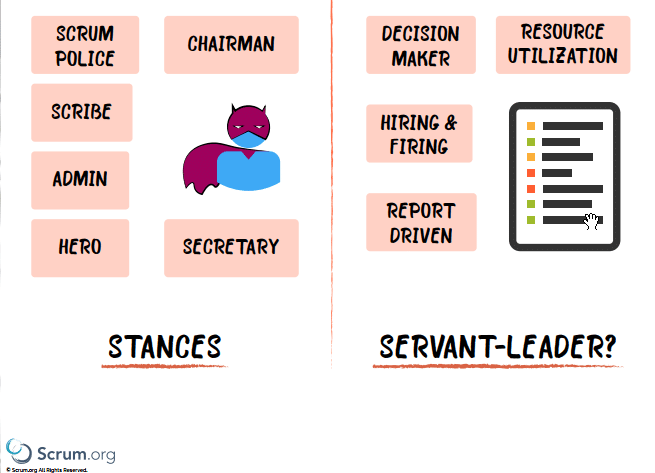 SCRUM
POLICE
CHAIRMAN
SCRIBE
ADMIN
HERO
SECRETARY
STANCES
DECISION
MAKER
RESOURCE
UTILIZATION
HIRING &
FIRING
REPORT
DRIVEN
SERVANT-LEADER?
Scrum.org
© Scrum.org All Rights Reserved.